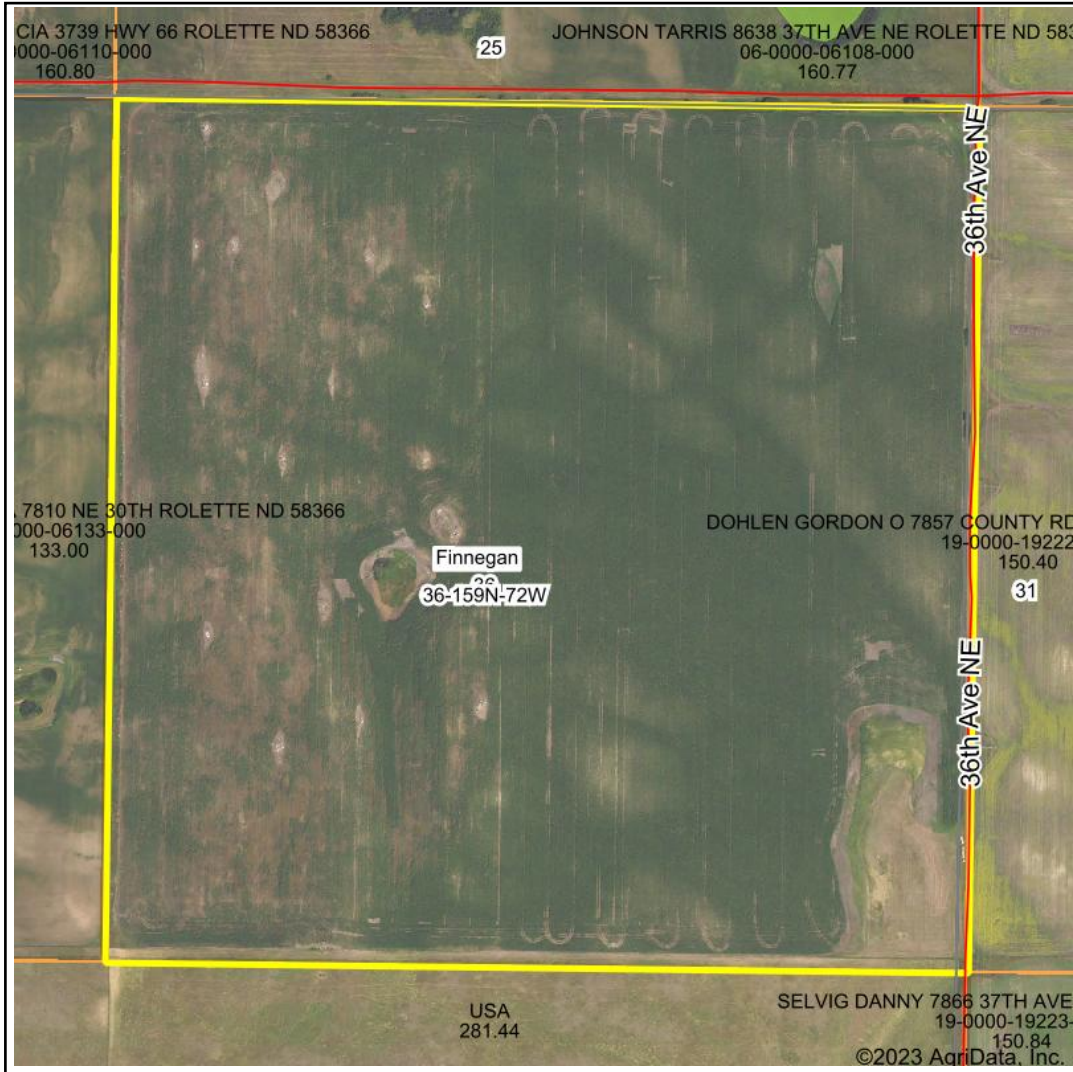 CIA 3739 HWY 66 ROLETTE ND 58366
0000-06110-000
160.80
25
JOHNSON TARRIS 8638 37TH AVE NE ROLETTE ND 583
06-0000-06108-000
160.77
36th Ave NE
7810 NE 30TH ROLETTE ND 58366
000-06133-000
133.00
Finnegan
36
36-159N-72W
DOHLEN GORDON O 7857 COUNTY RD
19-0000-19222
150.40
31
36th Ave NE
USA
281.44
SELVIG DANNY 7866 37TH AVE
19-0000-19223-
150.84
©2023 AgriData, Inc.